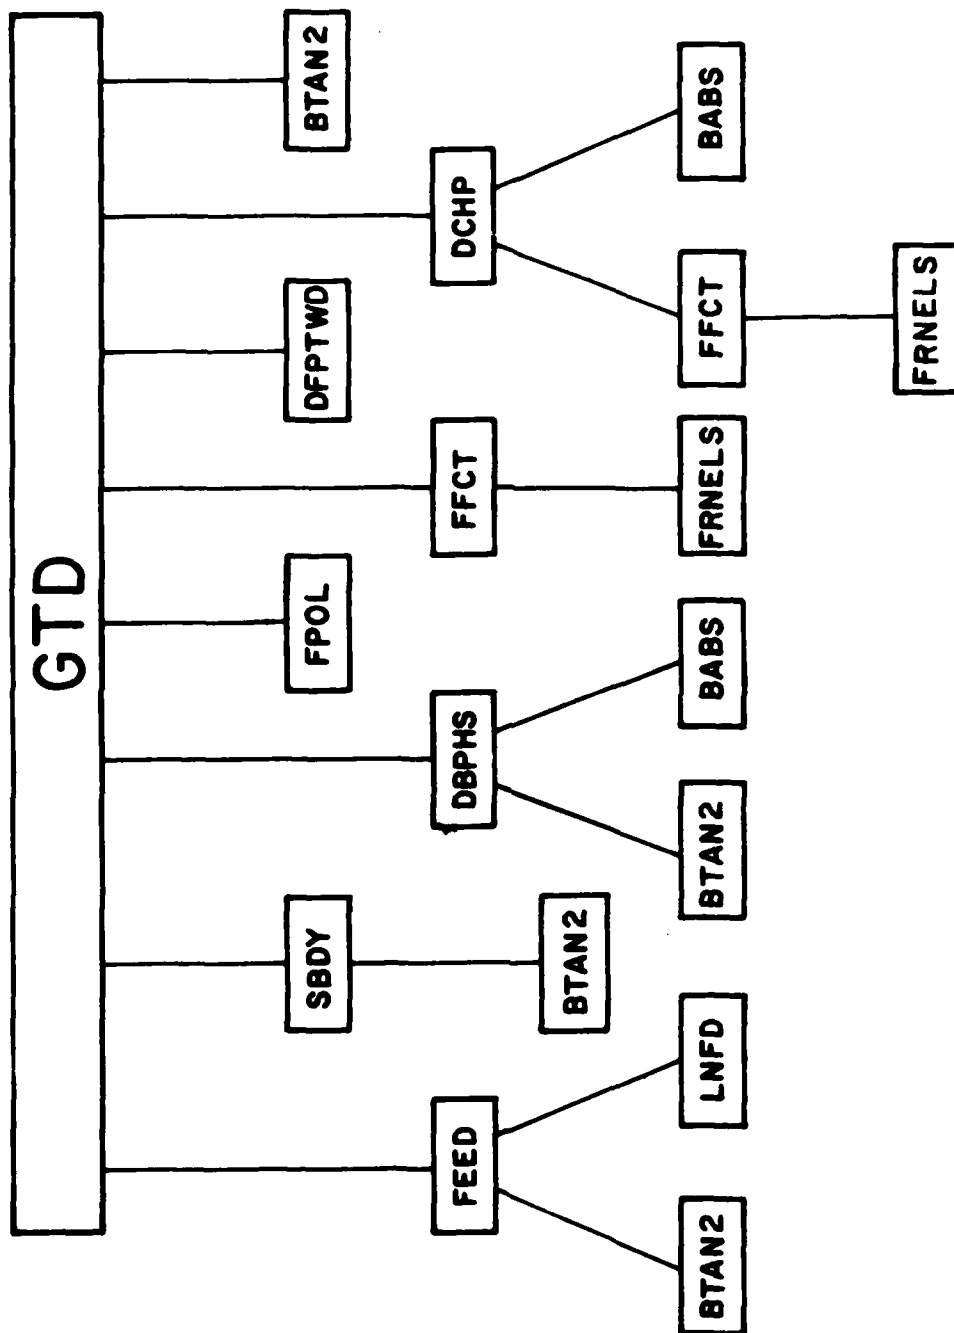 GTD
FEED
SBDY
DBPHS
FPOL
FFCT
DFPTWD
DCHP
BTAN2
BTAN2
LNFD
BTAN2
BTAN2
BABS
FRNELS
FFCT
BABS
FRNELS